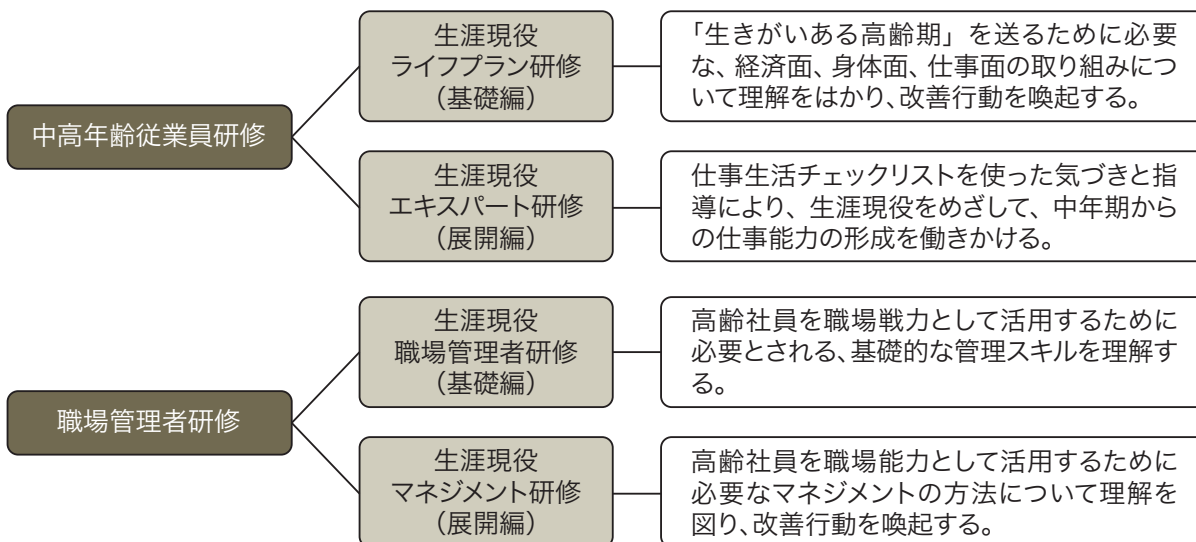 中高年齢従業員研修
生涯現役
ライフプラン研修
（基礎編）
「生きがいある高齢期」を送るために必要
な、経済面、身体面、仕事面の取り組みにつ
いて理解をはかり、改善行動を喚起する。
生涯現役
エキスパート研修
（展開編）
仕事生活チェックリストを使った気づきと指
導により、生涯現役をめざして、中年期から
の仕事能力の形成を働きかける。
職場管理者研修
生涯現役
職場管理者研修
（基礎編）
高齢社員を職場戦力として活用するために
必要とされる、基礎的な管理スキルを理解す
る。
生涯現役
マネジメント研修
（展開編）
高齢社員を職場能力として活用するために
必要なマネジメントの方法について理解を
図り、改善行動を喚起する。